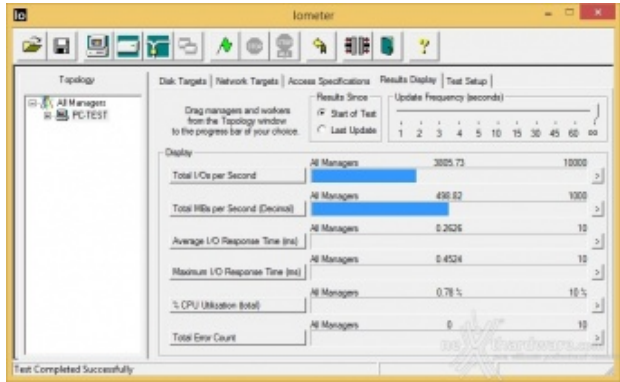 Iometer
Topology
All Managers
PC-TEST
Disk Targets Network Targets Access Specifications Results Display Test Setup
Drag managers and workers
from the Topology window
to the progress bar of your choice.
Results Since
Start of Test
Last Update
Update Frequency (seconds)
1 2 3 4 5 10 15 30 45 60 ∞
Display
All Managers 3805.73 10000
Total I/Os per Second
All Managers 498.82 1000
Total MBs per Second (Decimal)
All Managers 0.2626 10
Average I/O Response Time (ms)
All Managers 0.4524 10
Maximum I/O Response Time (ms)
All Managers 0.78 % 10 %
% CPU Utilization (total)
All Managers 0 10
Total Error Count
Test Completed Successfully